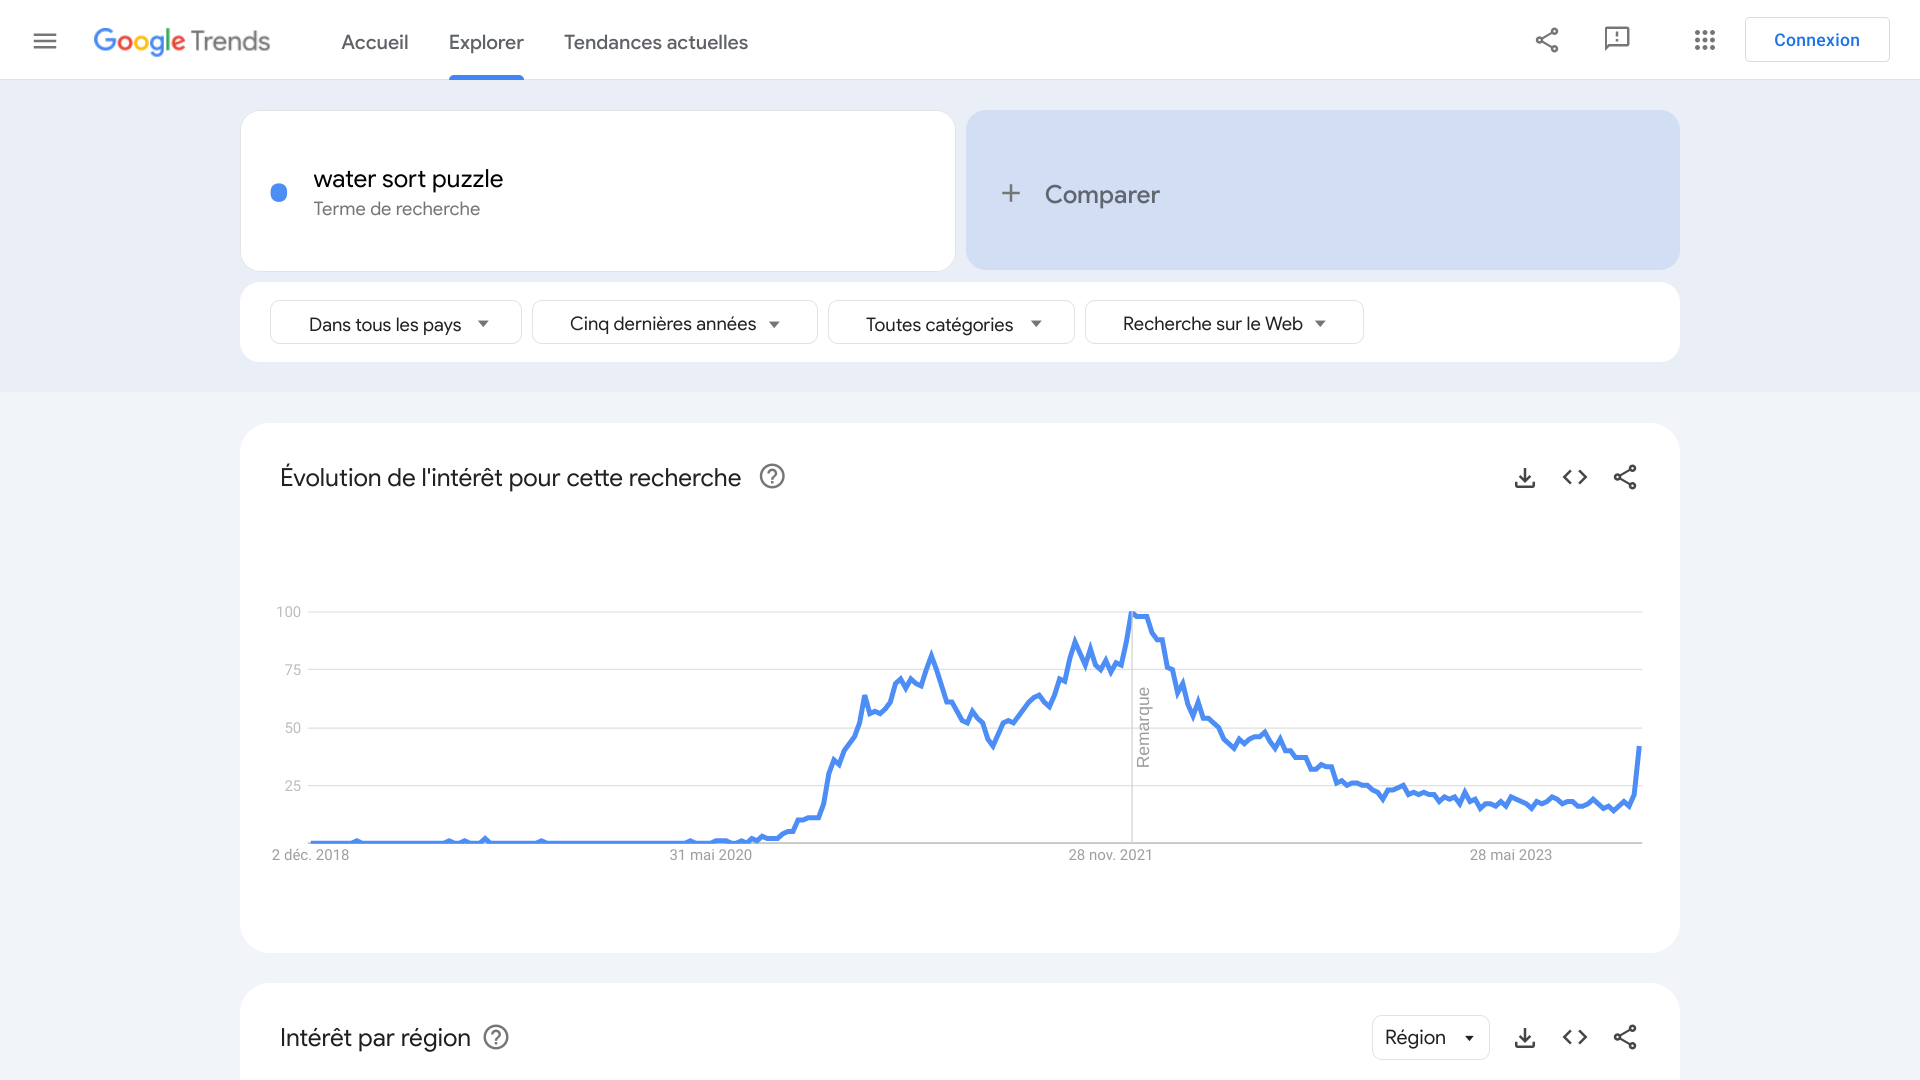 Google Trends
Accueil
Explorer
Tendances actuelles
Connexion
water sort puzzle
Terme de recherche
+ Comparer
Dans tous les pays
Cinq dernières années
Toutes catégories
Recherche sur le Web
Évolution de l'intérêt pour cette recherche
100
75
50
25
Remarque
2 déc. 2018
31 mai 2020
28 nov. 2021
28 mai 2023
Intérêt par région
Région